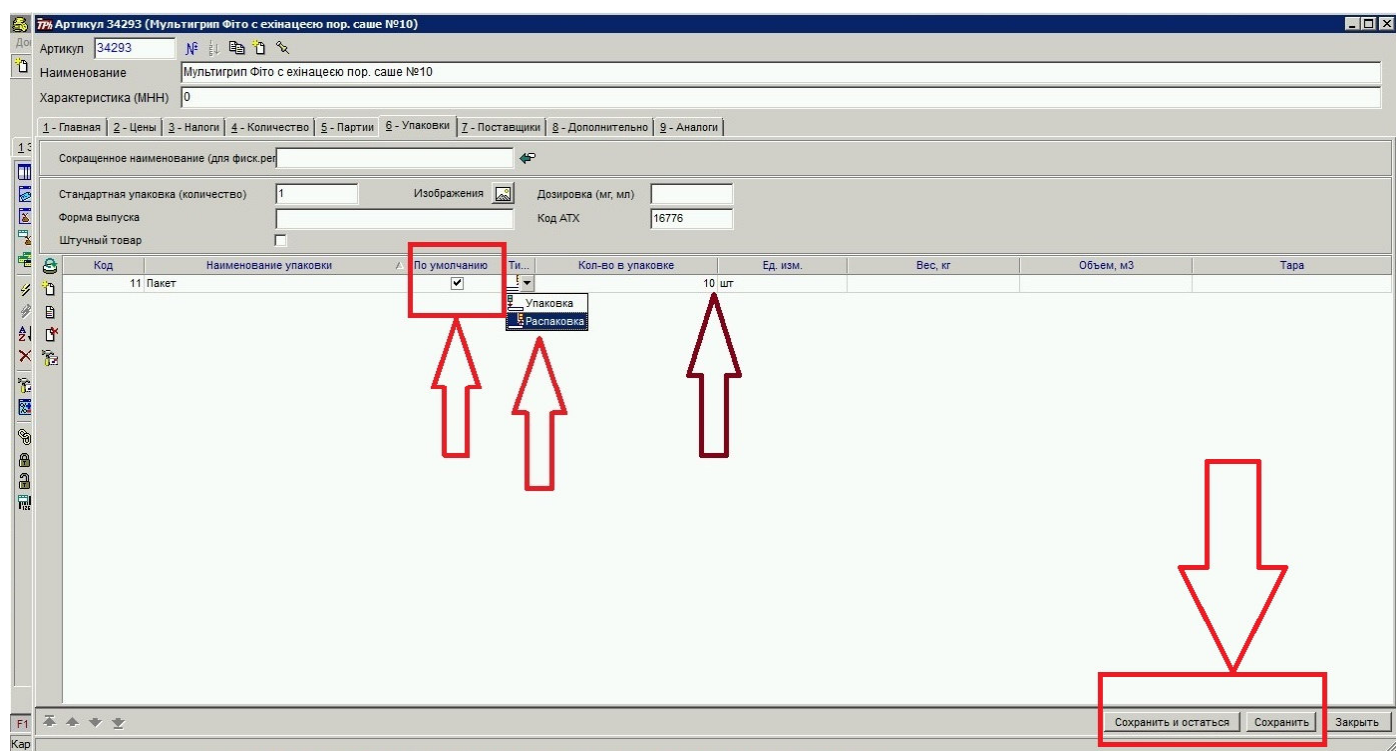 Артикул 34293 (Мультигрип Фіто с ехінацеєю пор. саше №10)
Артикул 34293
Наименование Мультигрип Фіто с ехінацеєю пор. саше №10
Характеристика (МНН) 0
1 - Главная 2 - Цены 3 - Налоги 4 - Количество 5 - Партии 6 - Упаковки 7 - Поставщики 8 - Дополнительно 9 - Аналоги
Сокращенное наименование (для фиск.рег
Стандартная упаковка (количество) 1 Изображения Дозировка (мг, мл)
Форма выпуска Код АТХ 16776
Штучный товар
Код Наименование упаковки По умолчанию Ти... Кол-во в упаковке Ед. изм. Вес, кг Объем, м3 Тара
11 Пакет 10 шт
Упаковка
Распаковка
Сохранить и остаться Сохранить Закрыть
F1
Кар